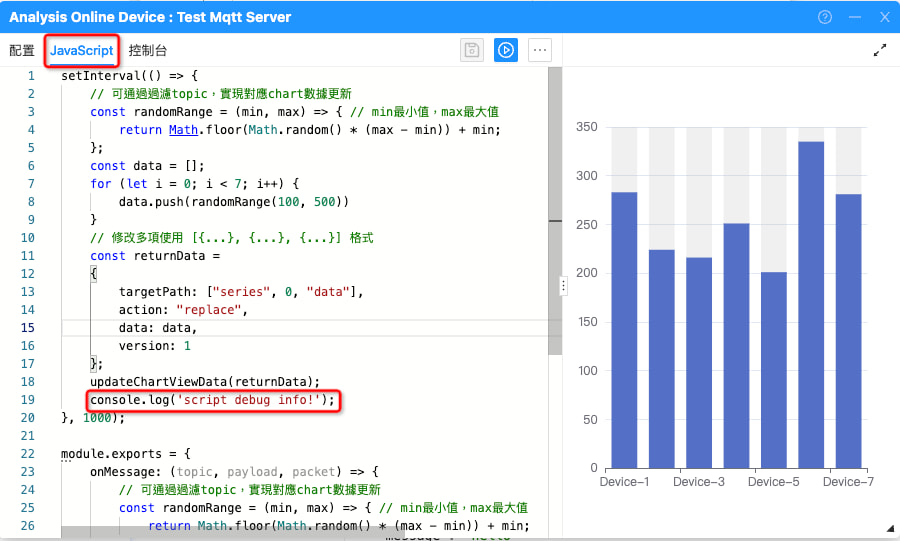 Analysis Online Device : Test Mqtt Server
配置 JavaScript 控制台
1 setInterval(() => {
2 // 可通過過濾topic，實現對應chart數據更新
3 const randomRange = (min, max) => { // min最小值，max最大值
4 return Math.floor(Math.random() * (max - min)) + min;
5 };
6 const data = [];
7 for (let i = 0; i < 7; i++) {
8 data.push(randomRange(100, 500))
9 }
10 // 修改多項使用 [{...}, {...}, {...}] 格式
11 const returnData =
12 {
13 targetPath: ["series", 0, "data"],
14 action: "replace",
15 data: data,
16 version: 1
17 };
18 updateChartViewData(returnData);
19 console.log('script debug info!');
20 }, 1000);
21
22 module.exports = {
23 onMessage: (topic, payload, packet) => {
24 // 可通過過濾topic，實現對應chart數據更新
25 const randomRange = (min, max) => { // min最小值，max最大值
26 return Math.floor(Math.random() * (max - min)) + min;
350
300
250
200
150
100
50
0
Device-1 Device-3 Device-5 Device-7